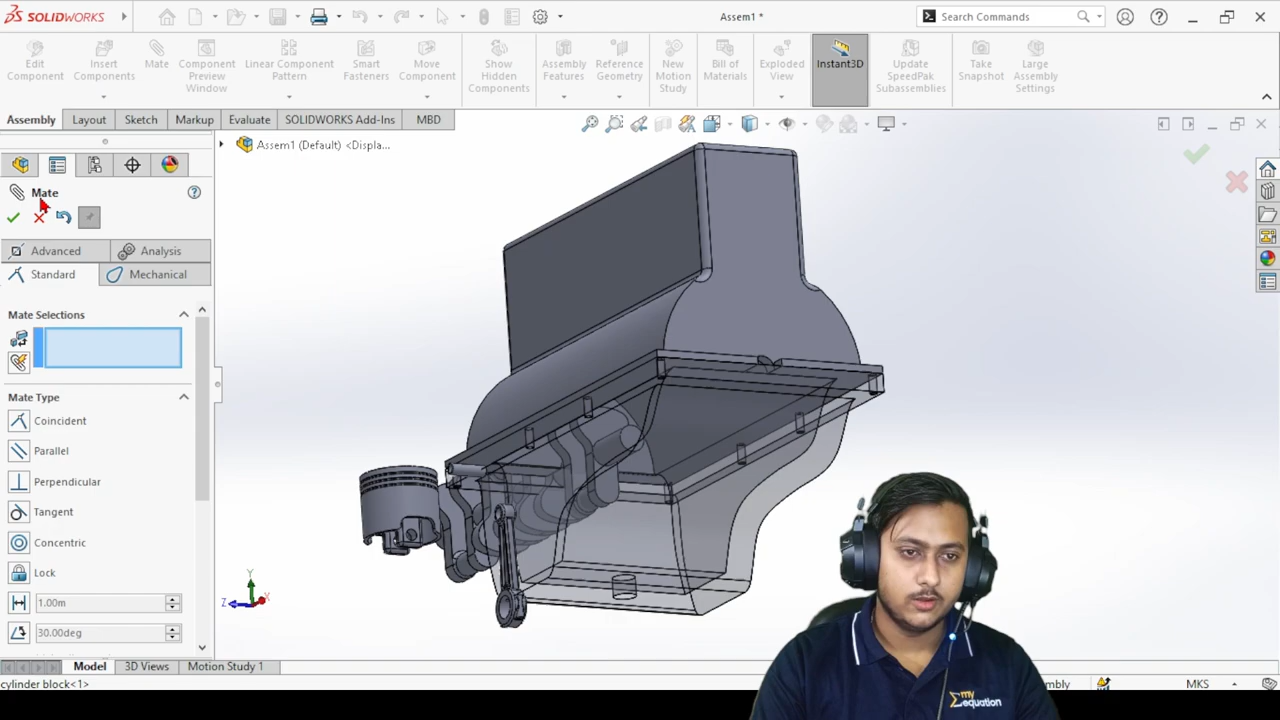 SOLIDWORKS
Assem1 *
Search Commands
Edit Component
Insert Components
Mate
Component Preview Window
Linear Component Pattern
Smart Fasteners
Move Component
Show Hidden Components
Assembly Features
Reference Geometry
New Motion Study
Bill of Materials
Exploded View
Instant3D
Update SpeedPak Subassemblies
Take Snapshot
Large Assembly Settings
Assembly
Layout
Sketch
Markup
Evaluate
SOLIDWORKS Add-Ins
MBD
Assem1 (Default) <Displa...
Mate
Advanced
Analysis
Standard
Mechanical
Mate Selections
Mate Type
Coincident
Parallel
Perpendicular
Tangent
Concentric
Lock
1.00m
30.00deg
Y
Z
X
Model
3D Views
Motion Study 1
cylinder block<1>
mbly
MKS
my
equation